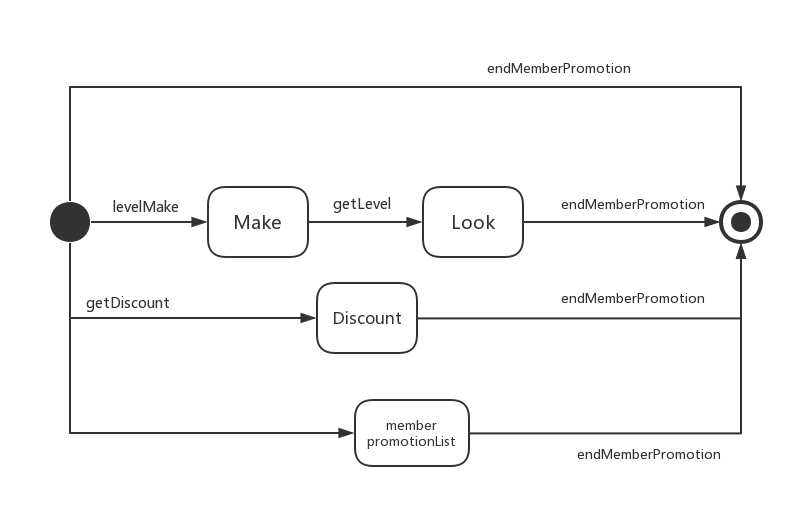 endMemberPromotion
levelMake
Make
getLevel
Look
endMemberPromotion
getDiscount
Discount
endMemberPromotion
member
promotionList
endMemberPromotion